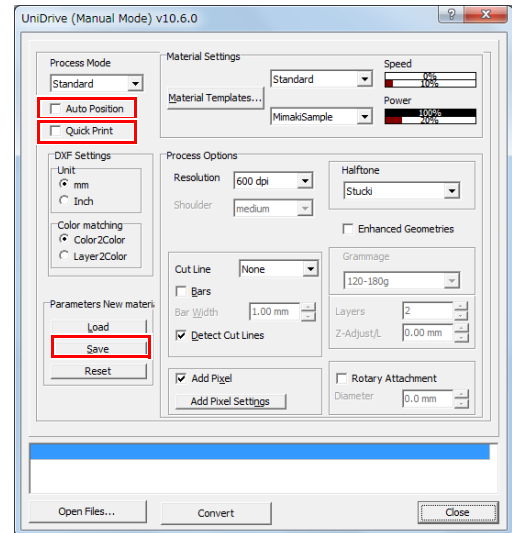 UniDrive (Manual Mode) v10.6.0
Process Mode
Standard
Auto Position
Quick Print
Material Settings
Standard
Material Templates...
MimakiSample
Speed
0%
10%
Power
100%
20%
DXF Settings
Unit
mm
Inch
Color matching
Color2Color
Layer2Color
Parameters New materi
Load
Save
Reset
Process Options
Resolution 600 dpi
Shoulder medium
Halftone
Stucki
Enhanced Geometries
Cut Line None
Bars
Bar Width 1.00 mm
Detect Cut Lines
Grammage
120-180g
Layers 2
Z-Adjust/L 0.00 mm
Add Pixel
Add Pixel Settings
Rotary Attachment
Diameter 0.0 mm
Open Files...
Convert
Close